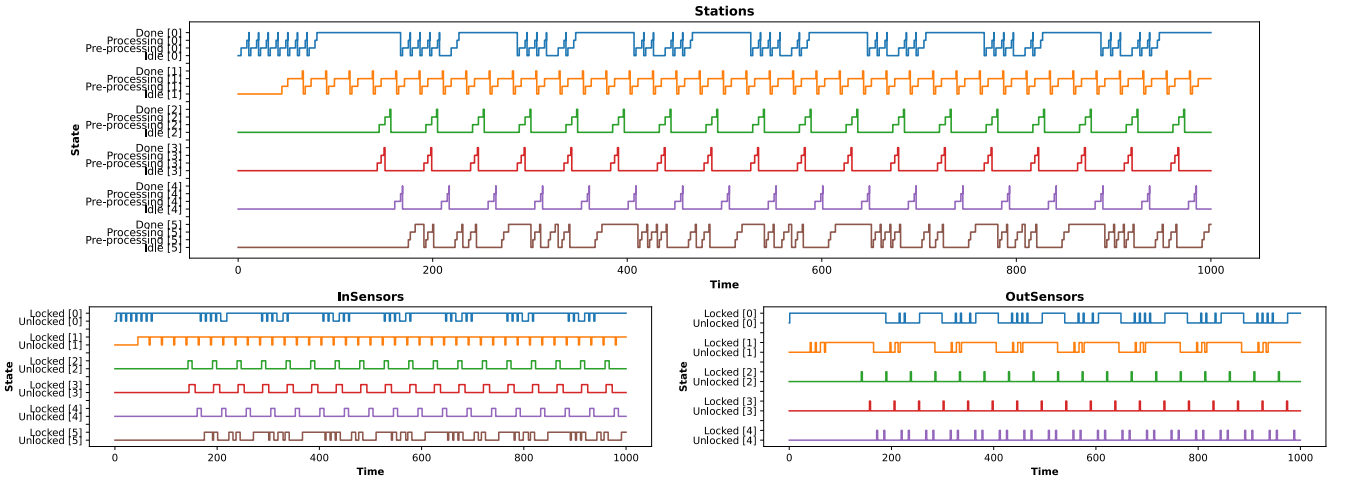 Stations
Done [0]
Processing [0]
Pre-processing [0]
Idle [0]
Done [1]
Processing [1]
Pre-processing [1]
Idle [1]
Done [2]
Processing [2]
Pre-processing [2]
Idle [2]
Done [3]
Processing [3]
Pre-processing [3]
Idle [3]
Done [4]
Processing [4]
Pre-processing [4]
Idle [4]
Done [5]
Processing [5]
Pre-processing [5]
Idle [5]
State
0 200 400 600 800 1000
Time
InSensors
Locked [0]
Unlocked [0]
Locked [1]
Unlocked [1]
Locked [2]
Unlocked [2]
Locked [3]
Unlocked [3]
Locked [4]
Unlocked [4]
Locked [5]
Unlocked [5]
State
0 200 400 600 800 1000
Time
OutSensors
Locked [0]
Unlocked [0]
Locked [1]
Unlocked [1]
Locked [2]
Unlocked [2]
Locked [3]
Unlocked [3]
Locked [4]
Unlocked [4]
State
0 200 400 600 800 1000
Time